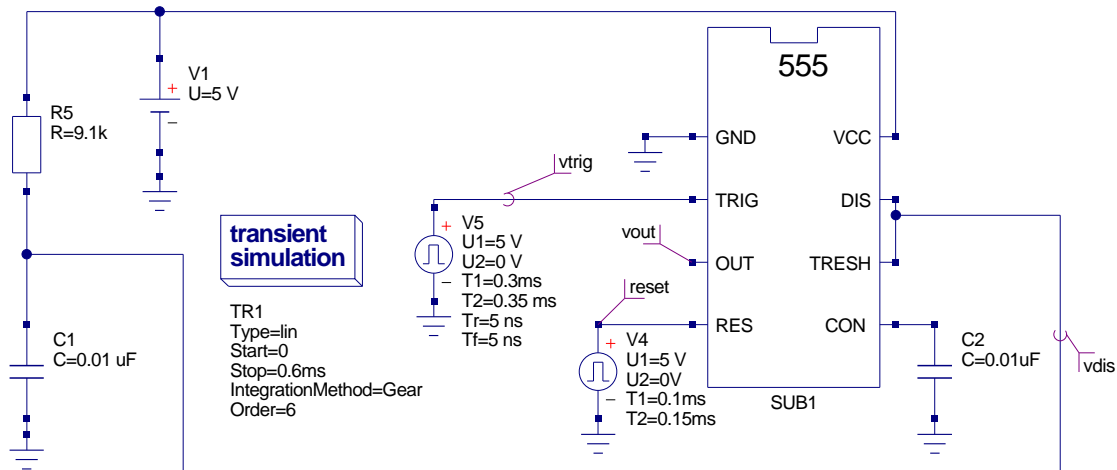 R5
R=9.1k
V1
U=5 V
+
–
C1
C=0.01 uF
transient
simulation
TR1
Type=lin
Start=0
Stop=0.6ms
IntegrationMethod=Gear
Order=6
vtrig
+
–
V5
U1=5 V
U2=0 V
T1=0.3ms
T2=0.35 ms
Tr=5 ns
Tf=5 ns
vout
reset
+
–
V4
U1=5 V
U2=0V
T1=0.1ms
T2=0.15ms
555
GND VCC
TRIG DIS
OUT TRESH
RES CON
SUB1
C2
C=0.01uF
vdis